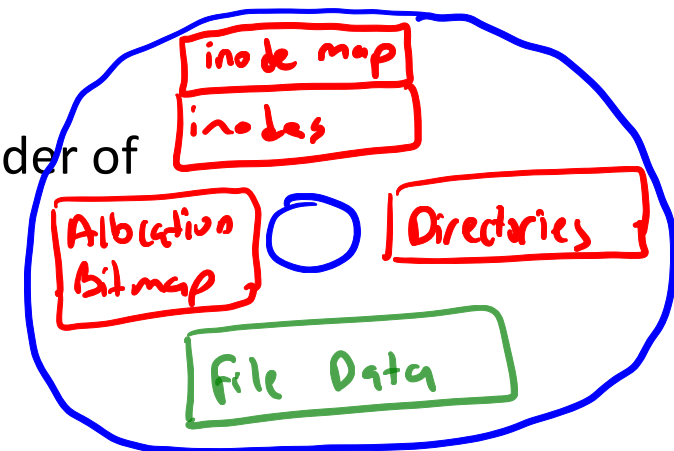 inode map
inodes
der of
Allocation
Bitmap
Directories
File Data